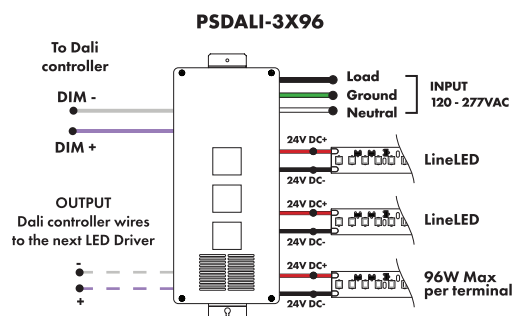 PSDALI-3X96
To Dali
controller
DIM -
DIM +
Load
Ground
Neutral
INPUT
120 - 277VAC
24V DC+
24V DC-
LineLED
24V DC+
24V DC-
LineLED
OUTPUT
Dali controller wires
to the next LED Driver
-
+
24V DC+
24V DC-
96W Max
per terminal